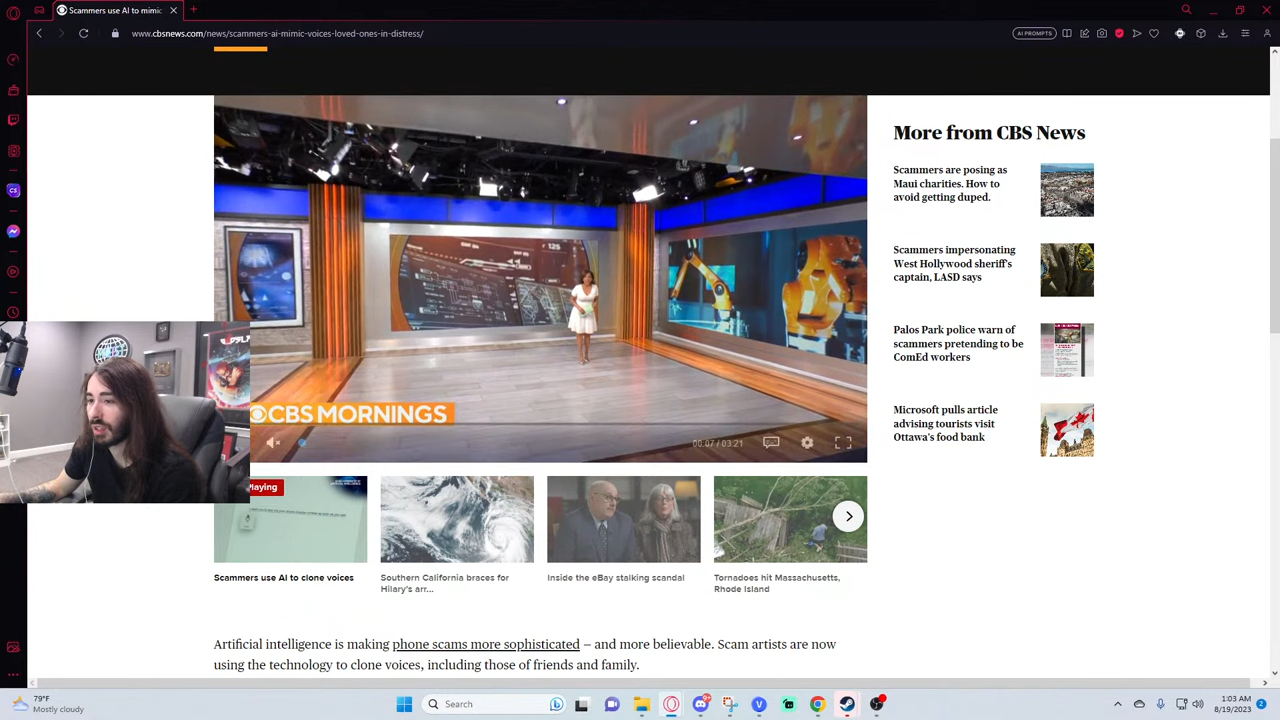 Scammers use AI to mimic
www.cbsnews.com/news/scammers-ai-mimic-voices-loved-ones-in-distress/
AI PROMPTS
More from CBS News
Scammers are posing as
Maui charities. How to
avoid getting duped.
Scammers impersonating
West Hollywood sheriff's
captain, LASD says
Palos Park police warn of
scammers pretending to be
ComEd workers
Microsoft pulls article
advising tourists visit
Ottawa's food bank
CBS MORNINGS
00:07 / 03:21
Scammers use AI to clone voices
Southern California braces for
Hilary's arr...
Inside the eBay stalking scandal
Tornadoes hit Massachusetts,
Rhode Island
Artificial intelligence is making phone scams more sophisticated – and more believable. Scam artists are now
using the technology to clone voices, including those of friends and family.
79°F
Mostly cloudy
Search
1:03 AM
8/19/2023